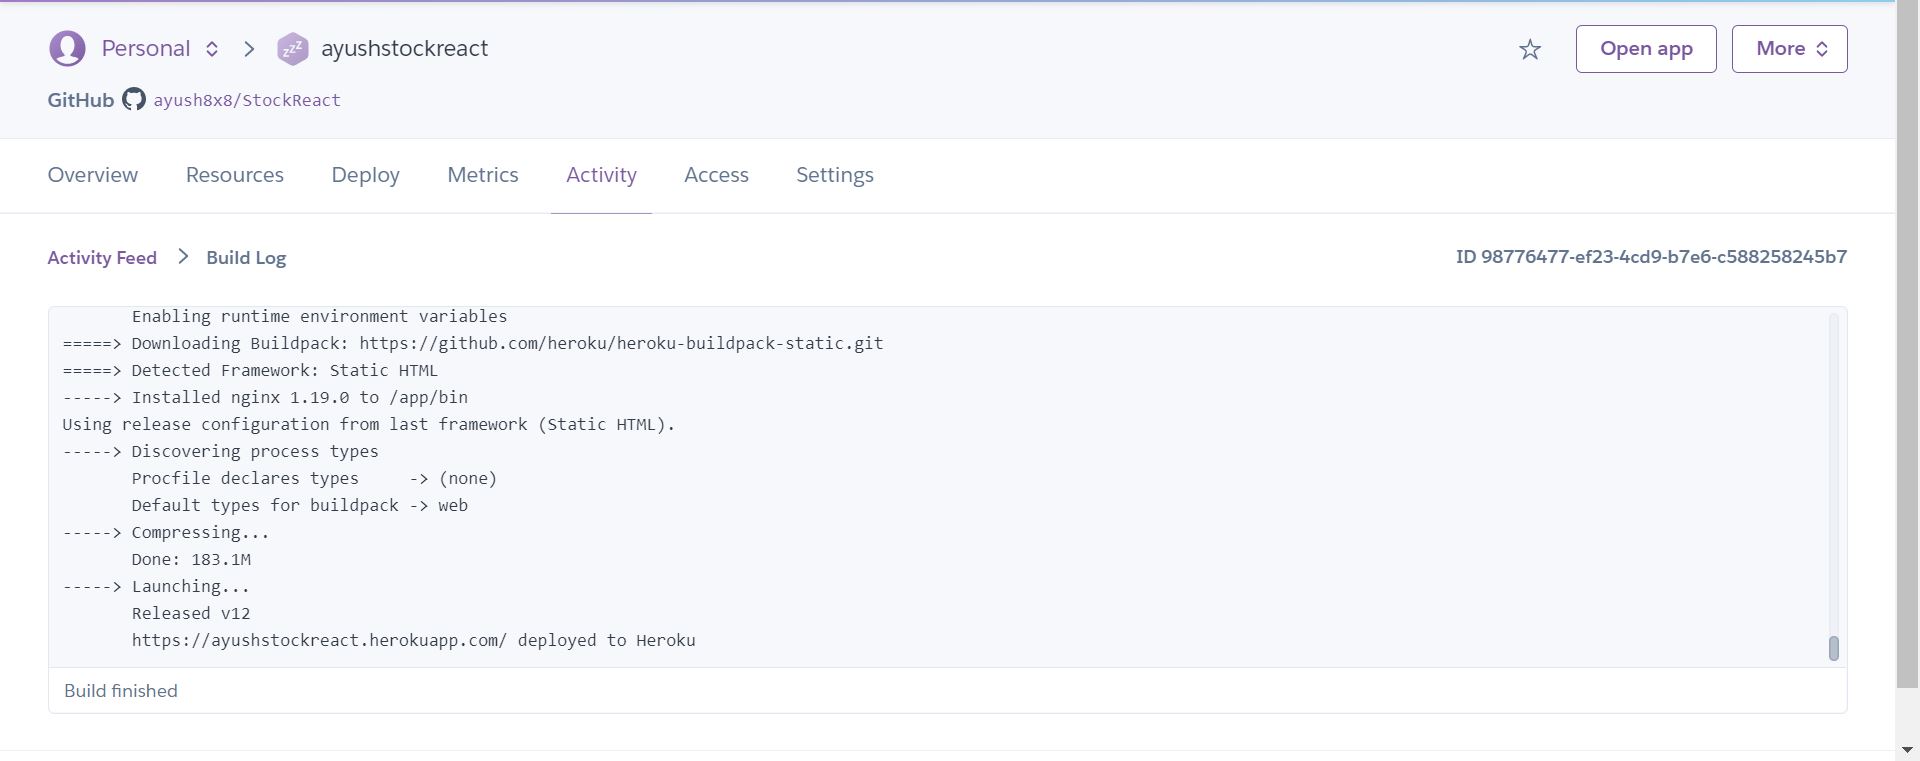 Personal > zzz ayushstockreact Open app More
GitHub ayush8x8/StockReact
Overview Resources Deploy Metrics Activity Access Settings
Activity Feed > Build Log ID 98776477-ef23-4cd9-b7e6-c588258245b7
Enabling runtime environment variables
=====> Downloading Buildpack: https://github.com/heroku/heroku-buildpack-static.git
=====> Detected Framework: Static HTML
-----> Installed nginx 1.19.0 to /app/bin
Using release configuration from last framework (Static HTML).
-----> Discovering process types
Procfile declares types     -> (none)
Default types for buildpack -> web
-----> Compressing...
Done: 183.1M
-----> Launching...
Released v12
https://ayushstockreact.herokuapp.com/ deployed to Heroku
Build finished